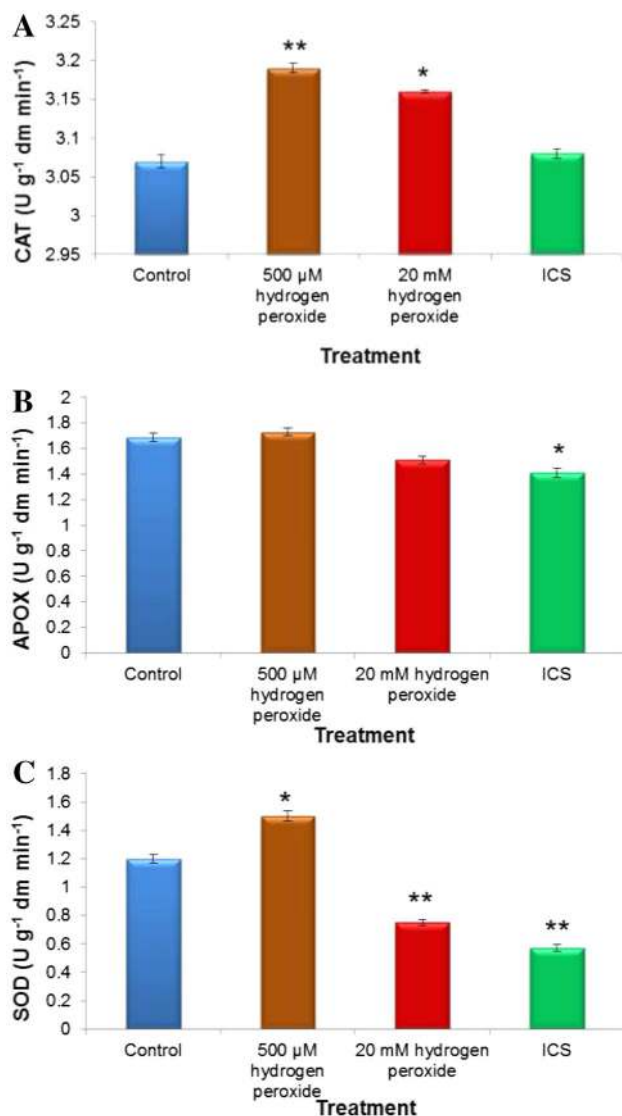 A
CAT (U g⁻¹ dm min⁻¹)
3.25
3.2
3.15
3.1
3.05
3
2.95
**
*
Control
500 µM
hydrogen
peroxide
20 mM
hydrogen
peroxide
ICS
Treatment
B
APOX (U g⁻¹ dm min⁻¹)
2
1.8
1.6
1.4
1.2
1
0.8
0.6
0.4
0.2
0
*
Control
500 µM
hydrogen
peroxide
20 mM hydrogen
peroxide
ICS
Treatment
C
SOD (U g⁻¹ dm min⁻¹)
1.8
1.6
1.4
1.2
1
0.8
0.6
0.4
0.2
0
*
**
**
Control
500 µM
hydrogen
peroxide
20 mM hydrogen
peroxide
ICS
Treatment